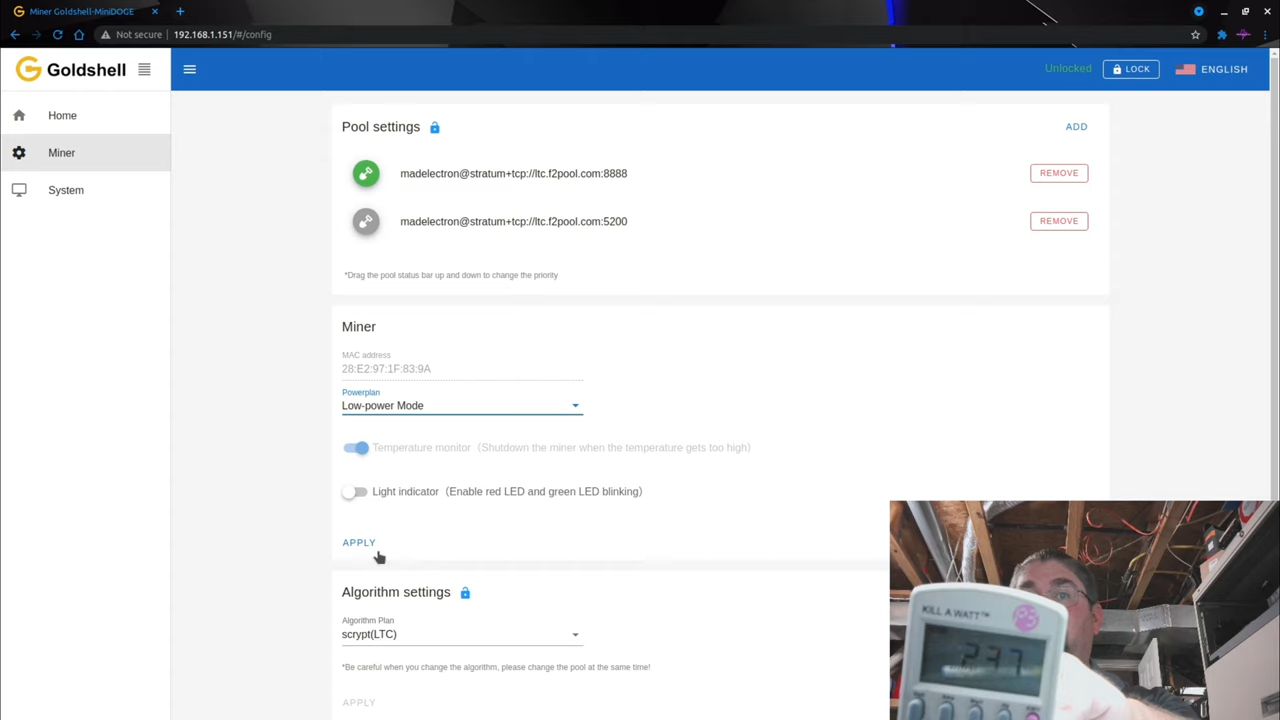 Miner Goldshell-MiniDOGE
Not secure 192.168.1.151/#/config
Goldshell
Unlocked
LOCK
ENGLISH
Home
Miner
System
Pool settings
ADD
madelectron@stratum+tcp://ltc.f2pool.com:8888
REMOVE
madelectron@stratum+tcp://ltc.f2pool.com:5200
REMOVE
*Drag the pool status bar up and down to change the priority
Miner
MAC address
28:E2:97:1F:83:9A
Powerplan
Low-power Mode
Temperature monitor（Shutdown the miner when the temperature gets too high）
Light indicator（Enable red LED and green LED blinking）
APPLY
Algorithm settings
Algorithm Plan
scrypt(LTC)
*Be careful when you change the algorithm, please change the pool at the same time!
APPLY
KILL A WATT™
P3
237